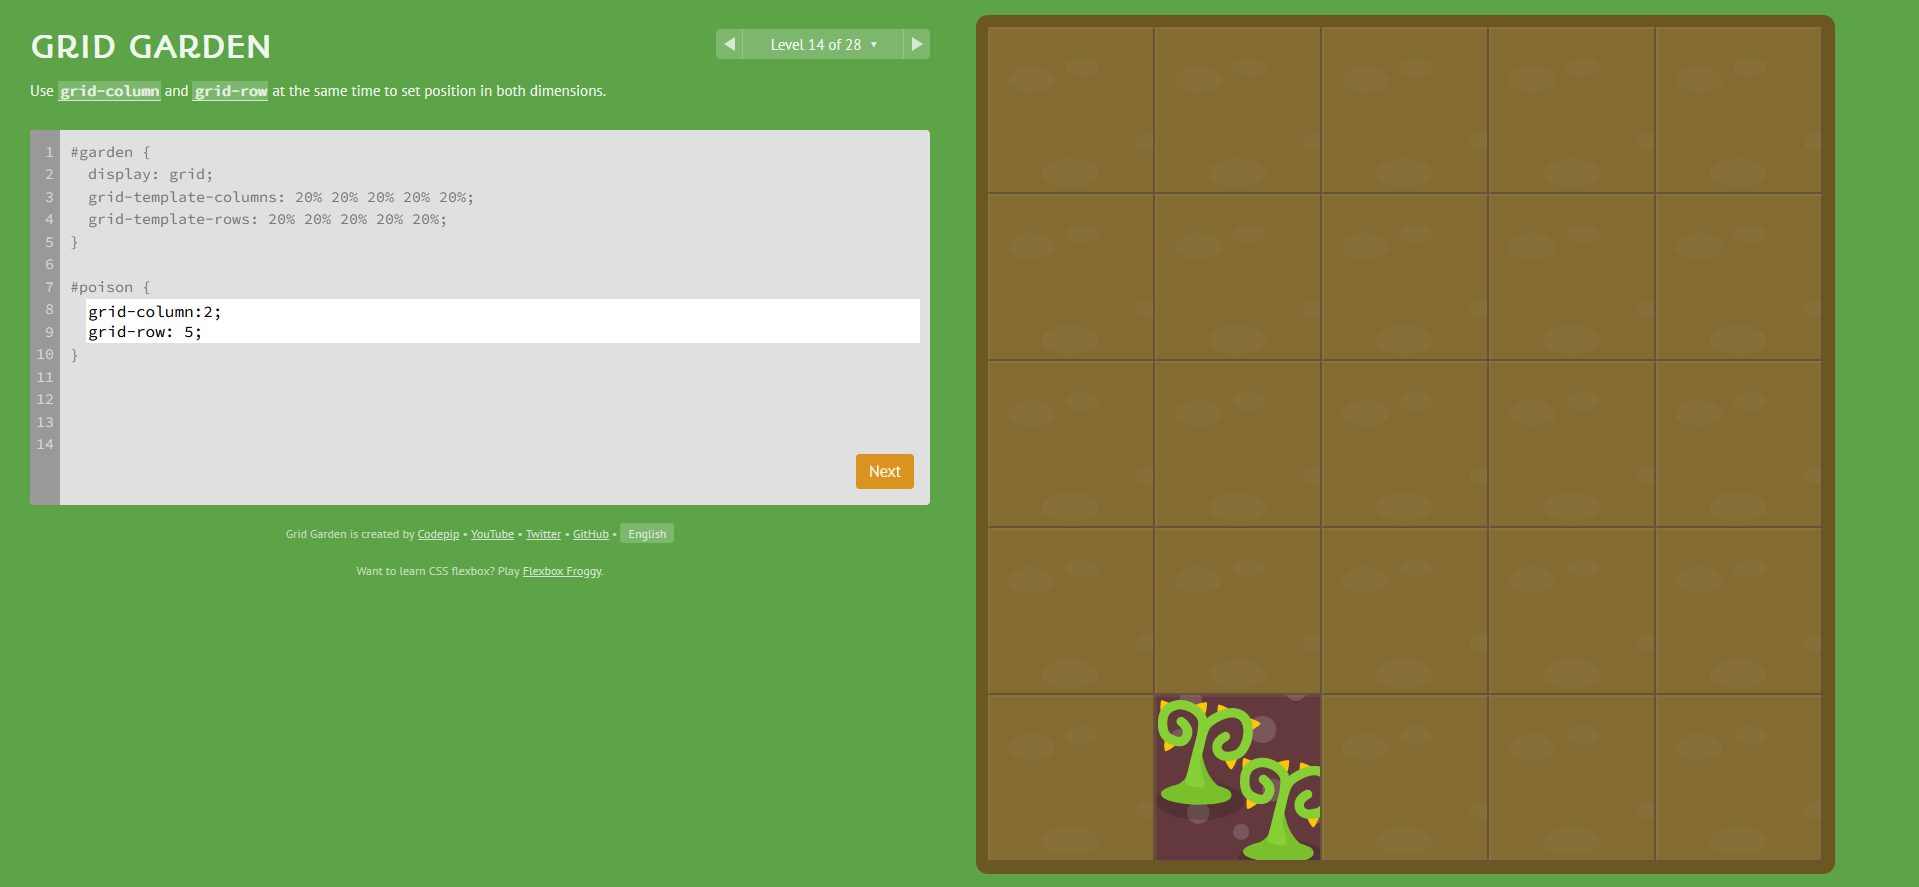 GRID GARDEN
◀ Level 14 of 28 ▾ ▶
Use grid-column and grid-row at the same time to set position in both dimensions.
1 #garden {
2 display: grid;
3 grid-template-columns: 20% 20% 20% 20% 20%;
4 grid-template-rows: 20% 20% 20% 20% 20%;
5 }
6
7 #poison {
8 grid-column:2;
9 grid-row: 5;
10 }
11
12
13
14
Next
Grid Garden is created by Codepip • YouTube • Twitter • GitHub • English
Want to learn CSS flexbox? Play Flexbox Froggy.